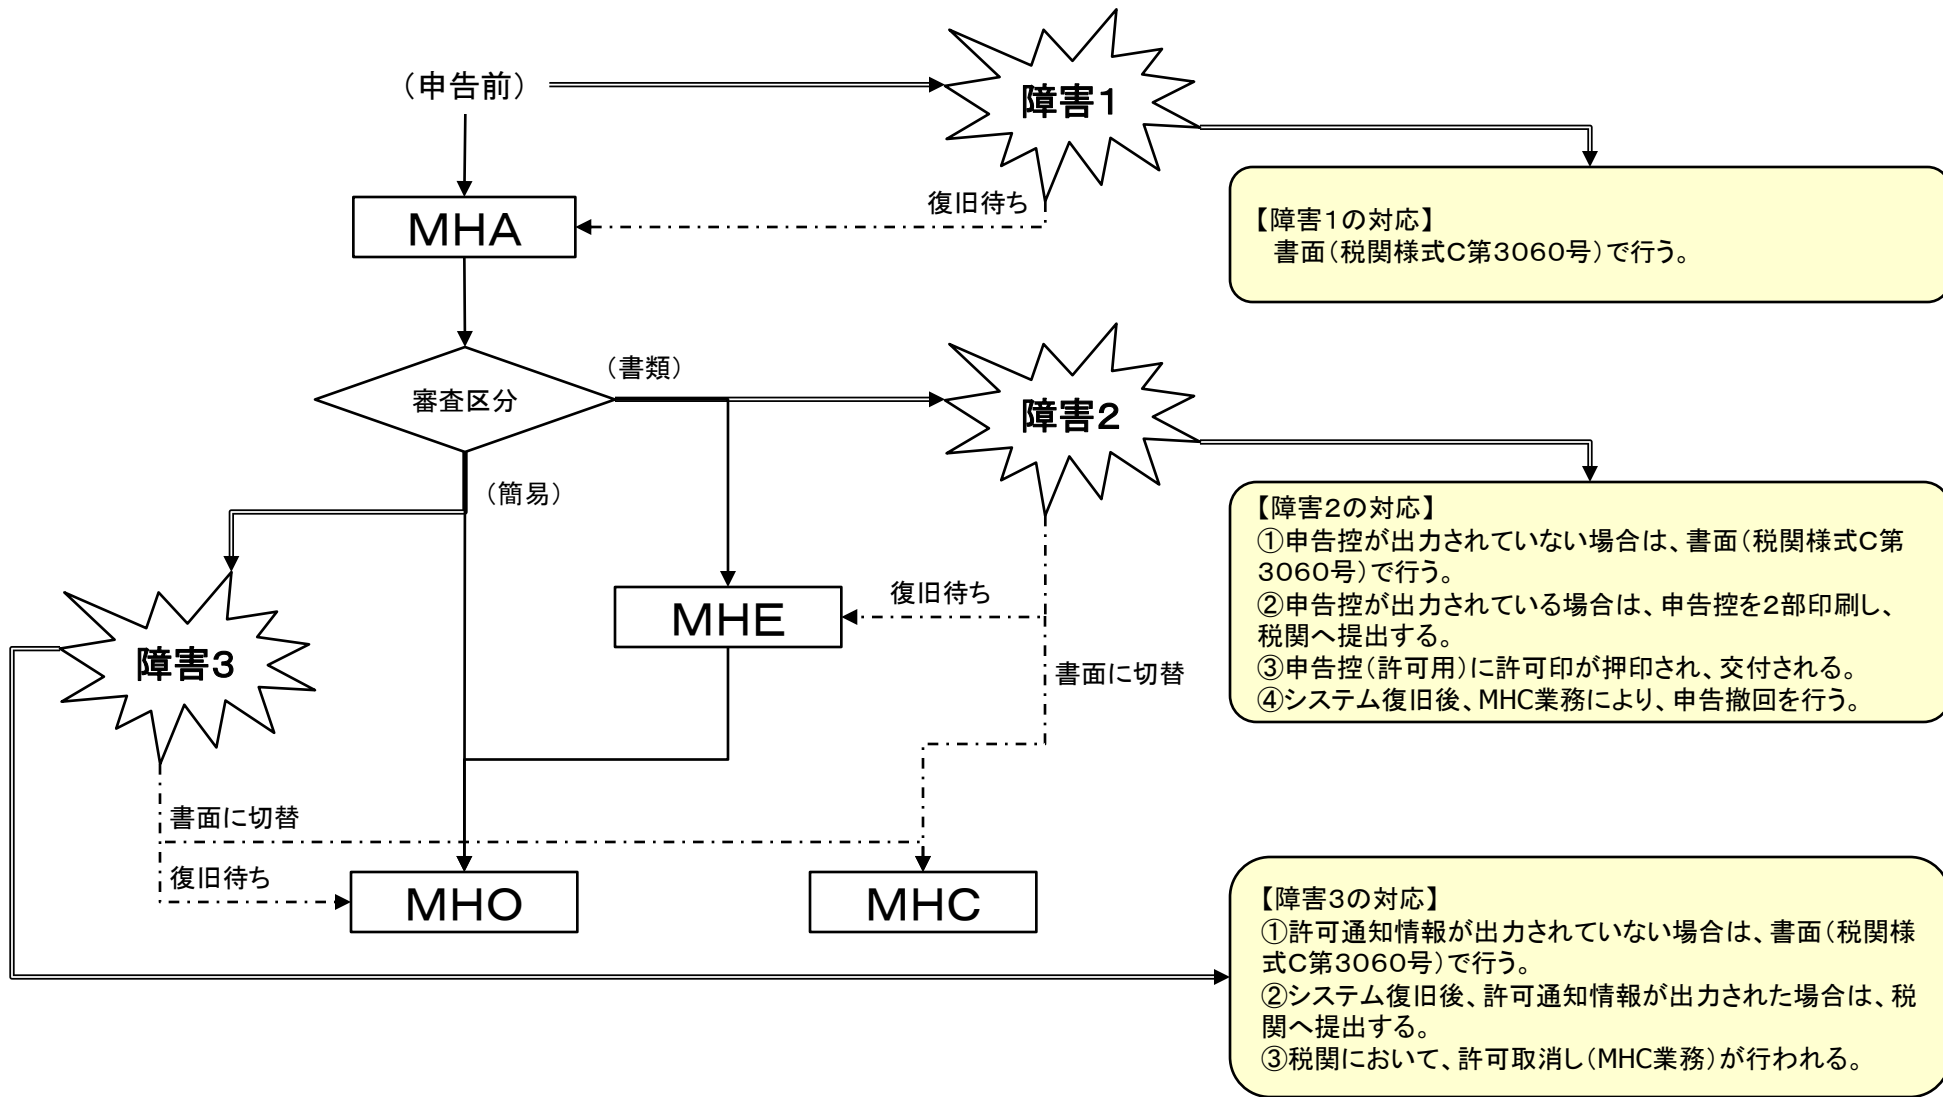 （申告前）
障害１
復旧待ち
ＭＨＡ
【障害１の対応】
書面（税関様式Ｃ第３０６０号）で行う。
審査区分
（書類）
障害２
（簡易）
【障害２の対応】
①申告控が出力されていない場合は、書面（税関様式Ｃ第
３０６０号）で行う。
②申告控が出力されている場合は、申告控を２部印刷し、
税関へ提出する。
③申告控（許可用）に許可印が押印され、交付される。
④システム復旧後、MHC業務により、申告撤回を行う。
復旧待ち
ＭＨＥ
障害３
書面に切替
書面に切替
復旧待ち
ＭＨＯ
ＭＨＣ
【障害３の対応】
①許可通知情報が出力されていない場合は、書面（税関様
式Ｃ第３０６０号）で行う。
②システム復旧後、許可通知情報が出力された場合は、税
関へ提出する。
③税関において、許可取消し（MHC業務）が行われる。